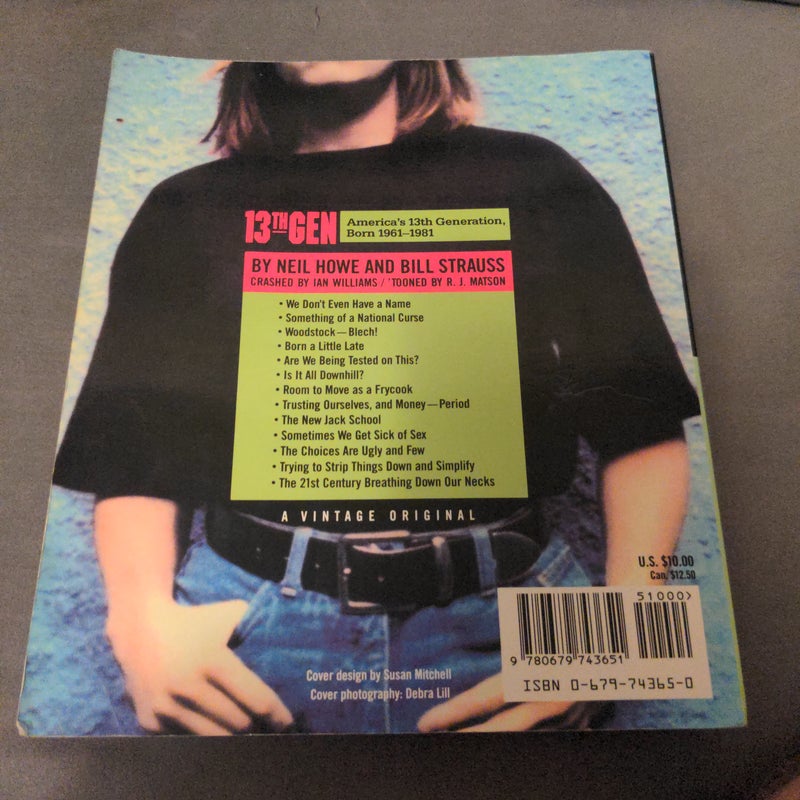 13TH GEN
America's 13th Generation,
Born 1961–1981
BY NEIL HOWE AND BILL STRAUSS
CRASHED BY IAN WILLIAMS / 'TOONED BY R. J. MATSON
• We Don't Even Have a Name
• Something of a National Curse
• Woodstock—Blech!
• Born a Little Late
• Are We Being Tested on This?
• Is It All Downhill?
• Room to Move as a Frycook
• Trusting Ourselves, and Money—Period
• The New Jack School
• Sometimes We Get Sick of Sex
• The Choices Are Ugly and Few
• Trying to Strip Things Down and Simplify
• The 21st Century Breathing Down Our Necks
A VINTAGE ORIGINAL
U.S. $10.00
Can. $12.50
51000>
9 780679 743651
ISBN 0-679-74365-0
Cover design by Susan Mitchell
Cover photography: Debra Lill